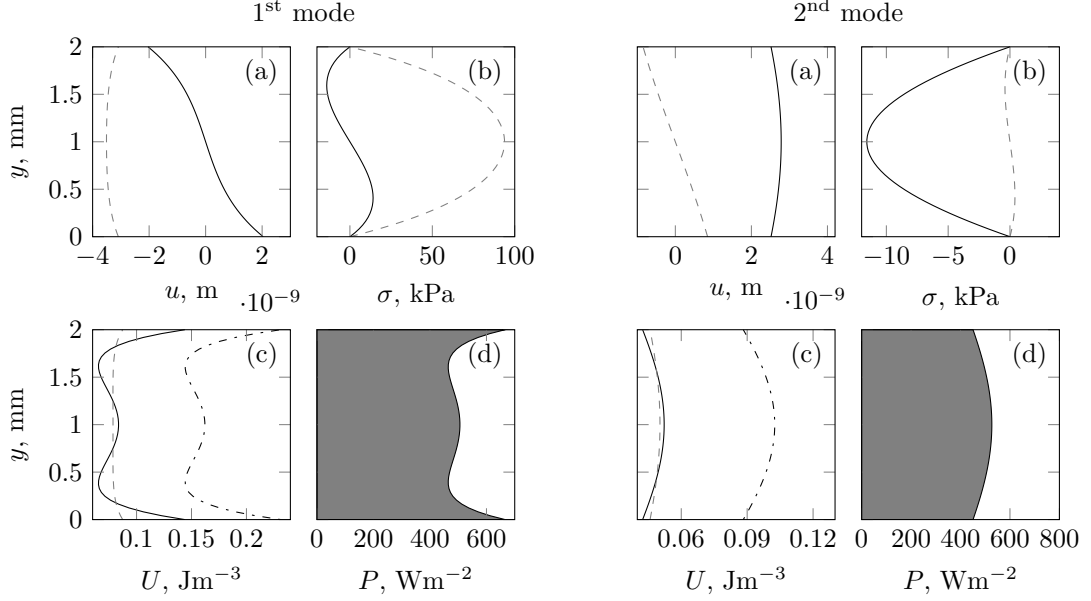 1st mode 2nd mode
(a) (b) (a) (b)
2
1.5
1
0.5
0
y, mm
−4 −2 0 2 0 50 100 0 2 4 −10 −5 0
u, m ·10−9 σ, kPa u, m ·10−9 σ, kPa
(c) (d) (c) (d)
2
1.5
1
0.5
0
y, mm
0.1 0.15 0.2 0 200 400 600 0.06 0.09 0.12 0 200 400 600 800
U, Jm−3 P, Wm−2 U, Jm−3 P, Wm−2